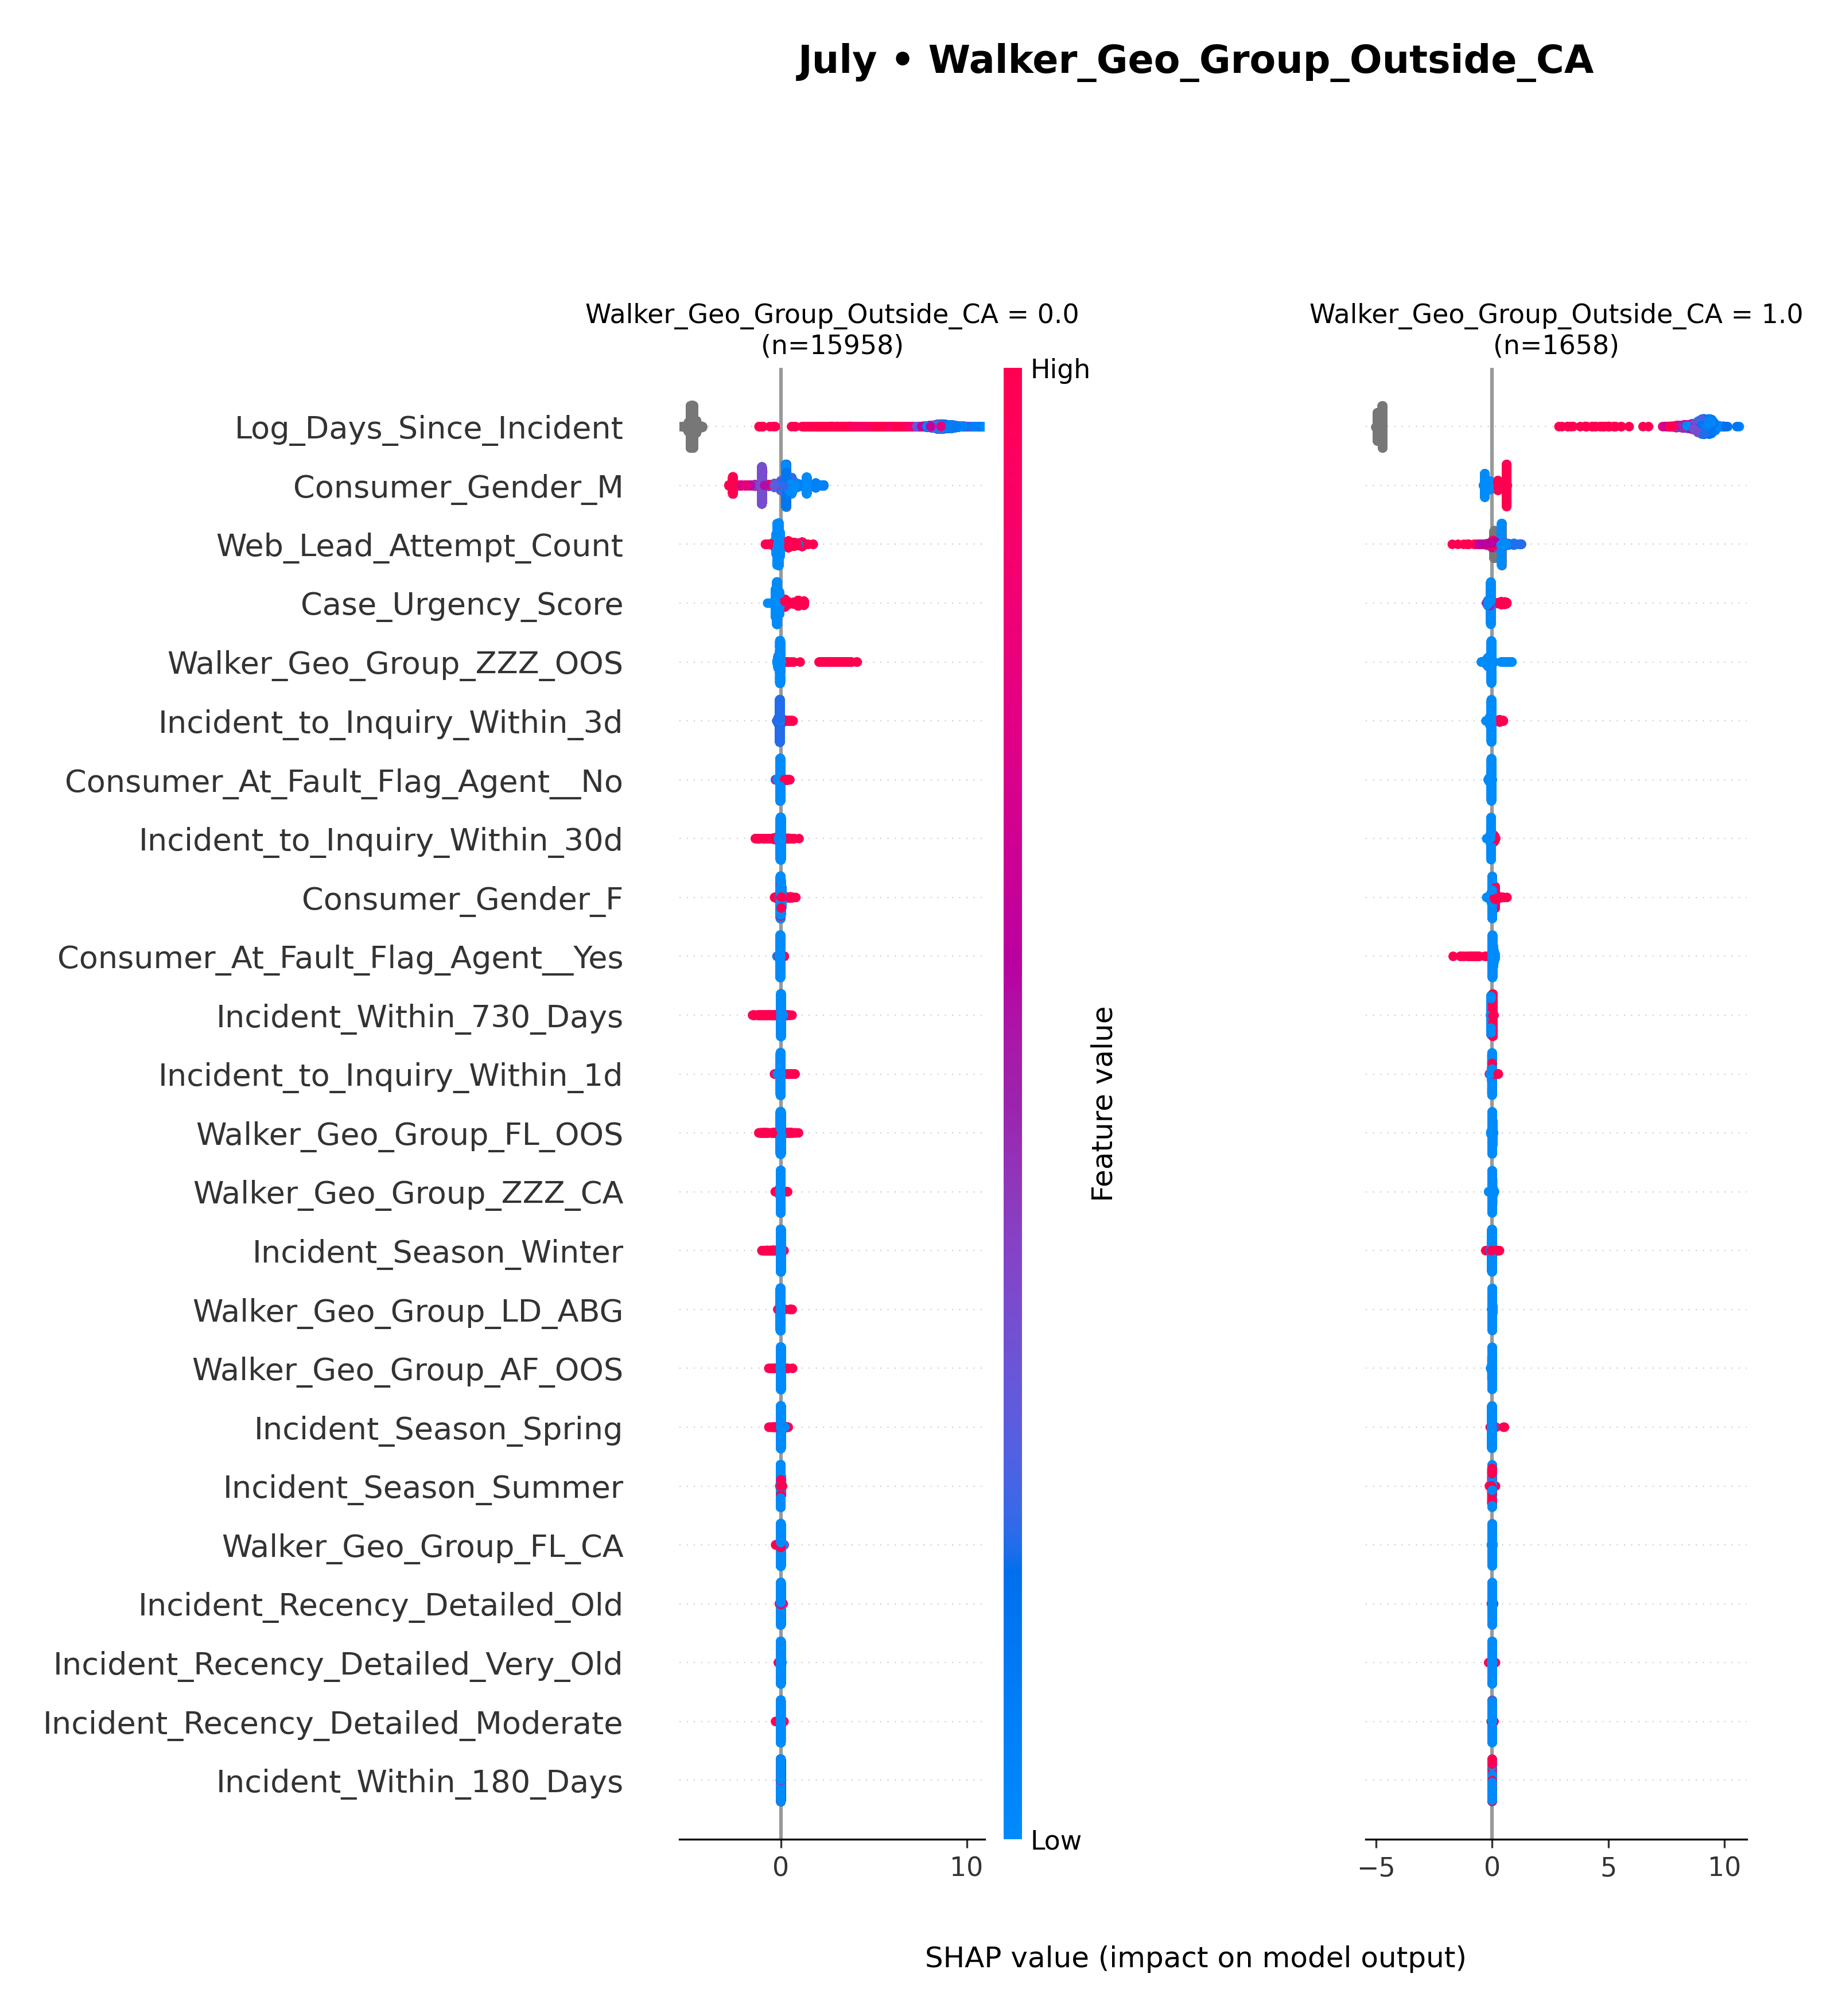 July • Walker_Geo_Group_Outside_CA
Walker_Geo_Group_Outside_CA = 0.0
(n=15958)
Walker_Geo_Group_Outside_CA = 1.0
(n=1658)
High
Log_Days_Since_Incident
Consumer_Gender_M
Web_Lead_Attempt_Count
Case_Urgency_Score
Walker_Geo_Group_ZZZ_OOS
Incident_to_Inquiry_Within_3d
Consumer_At_Fault_Flag_Agent__No
Incident_to_Inquiry_Within_30d
Consumer_Gender_F
Consumer_At_Fault_Flag_Agent__Yes
Incident_Within_730_Days
Incident_to_Inquiry_Within_1d
Walker_Geo_Group_FL_OOS
Walker_Geo_Group_ZZZ_CA
Incident_Season_Winter
Walker_Geo_Group_LD_ABG
Walker_Geo_Group_AF_OOS
Incident_Season_Spring
Incident_Season_Summer
Walker_Geo_Group_FL_CA
Incident_Recency_Detailed_Old
Incident_Recency_Detailed_Very_Old
Incident_Recency_Detailed_Moderate
Incident_Within_180_Days
Feature value
Low
0 10
−5 0 5 10
SHAP value (impact on model output)